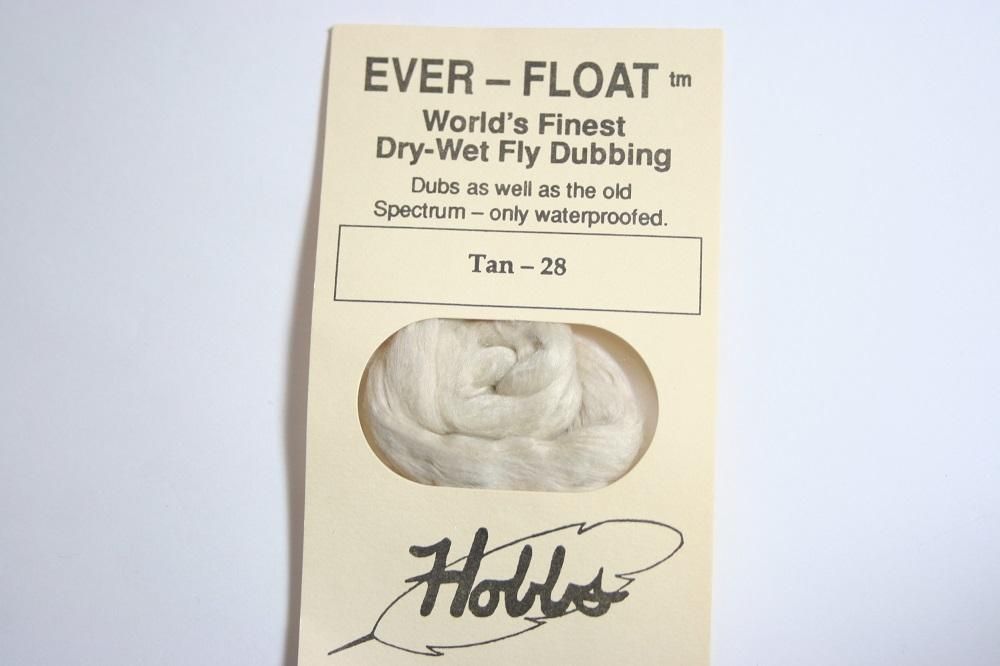 EVER – FLOAT tm
World's Finest
Dry-Wet Fly Dubbing
Dubs as well as the old
Spectrum – only waterproofed.
Tan – 28
Hobbs